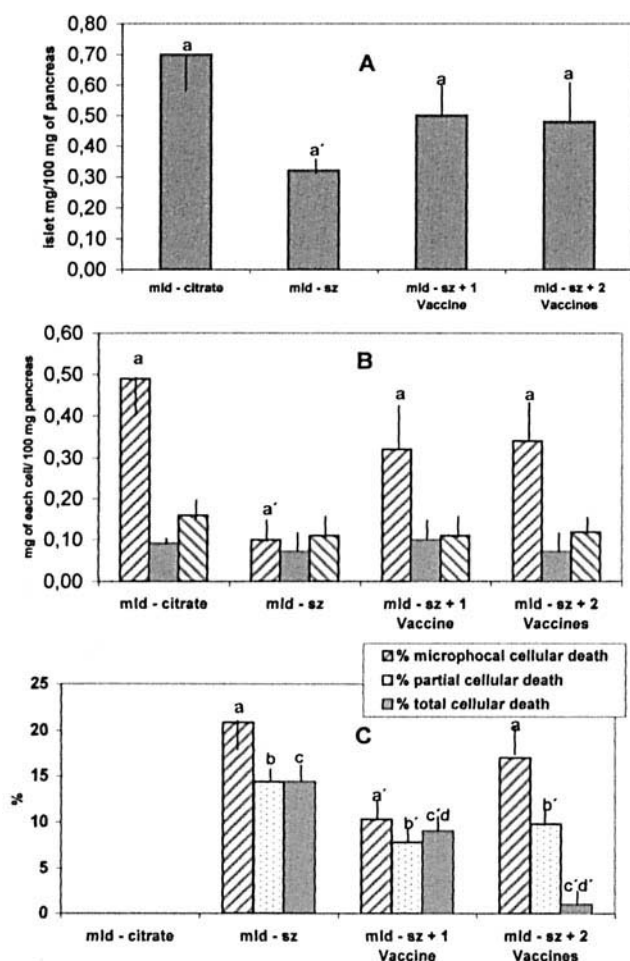 0,80
0,70
0,60
0,50
0,40
0,30
0,20
0,10
0,00
islet mg/100 mg of pancreas
A
a
a´
a
a
mld - citrate
mld - sz
mld - sz + 1
Vaccine
mld - sz + 2
Vaccines
0,60
0,50
0,40
0,30
0,20
0,10
0,00
mg of each cell/ 100 mg pancreas
B
a
a´
a
a
mld - citrate
mld - sz
mld - sz + 1
Vaccine
mld - sz + 2
Vaccines
% microphocal cellular death
% partial cellular death
% total cellular death
25
20
15
10
5
0
%
C
a
b
c
a´
b´
c´d
a
b´
c´d´
mld - citrate
mld - sz
mld - sz + 1
Vaccine
mld - sz + 2
Vaccines